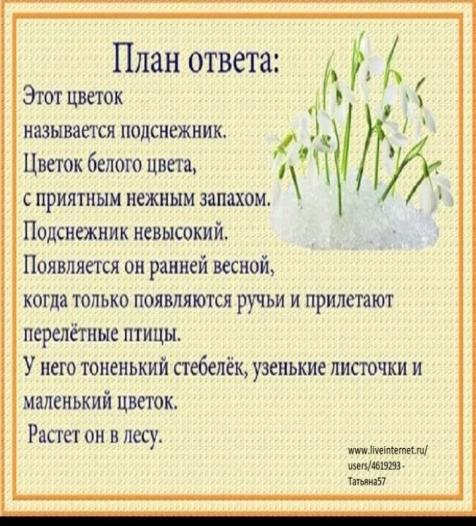 План ответа:
Этот цветок
называется подснежник.
Цветок белого цвета,
с приятным нежным запахом.
Подснежник невысокий.
Появляется он ранней весной,
когда только появляются ручьи и прилетают
перелётные птицы.
У него тоненький стебелёк, узенькие листочки и
маленький цветок.
Растет он в лесу.
www.liveinternet.ru/
users/4619293 -
Татьяна57